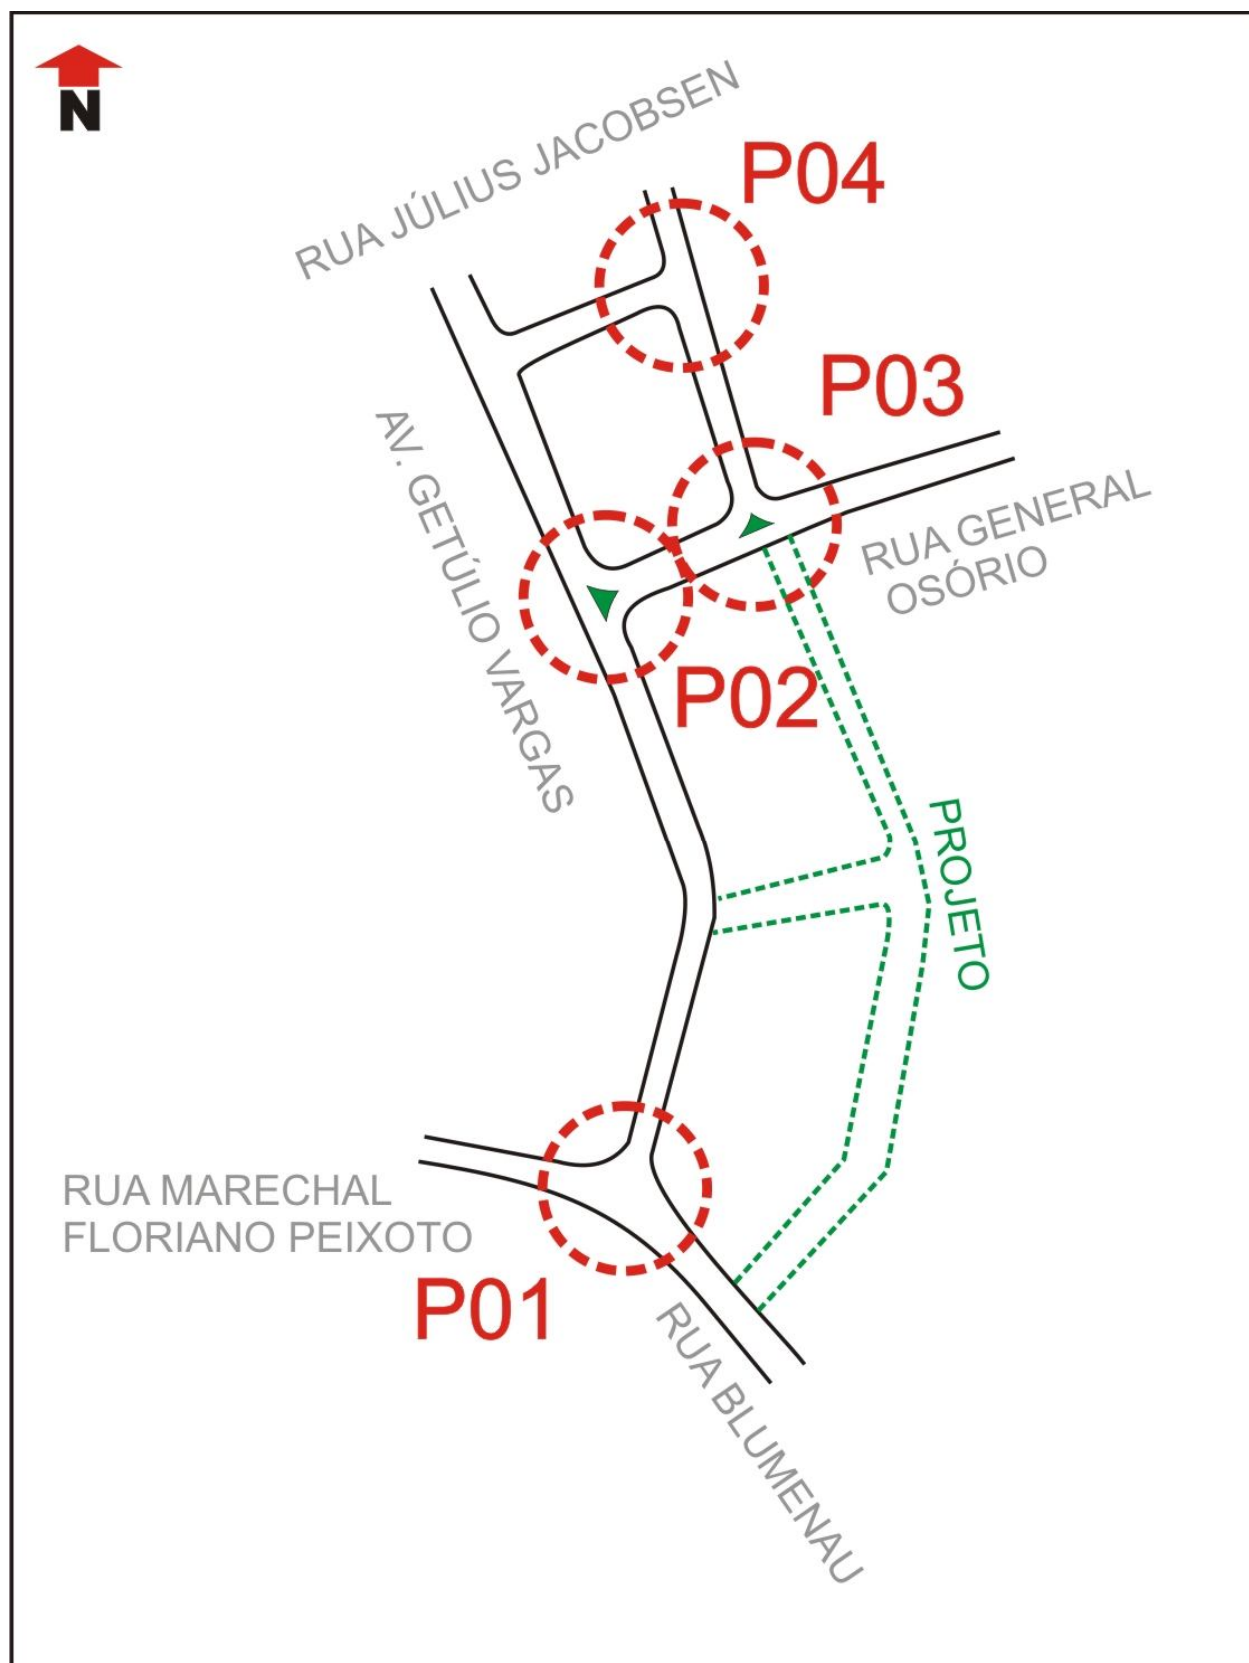 N
RUA JÚLIUS JACOBSEN
P04
P03
AV. GETÚLIO VARGAS
RUA GENERAL
OSÓRIO
P02
PROJETO
RUA MARECHAL
FLORIANO PEIXOTO
P01
RUA BLUMENAU